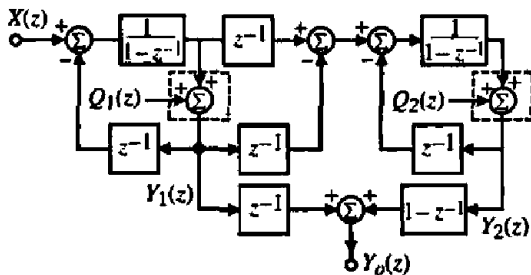 X(z) + Σ − 1/(1−z⁻¹) z⁻¹ + Σ − + Σ − 1/(1−z⁻¹)
Q₁(z) + + Σ Q₂(z) + + Σ
z⁻¹ z⁻¹ z⁻¹
Y₁(z) z⁻¹ + Σ + 1−z⁻¹ Y₂(z)
Yₒ(z)